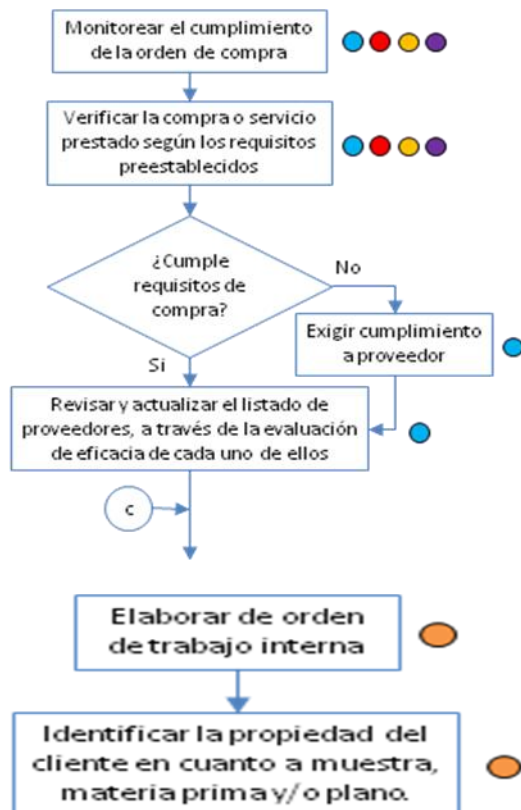 Monitorear el cumplimiento
de la orden de compra
Verificar la compra o servicio
prestado según los requisitos
preestablecidos
¿Cumple
requisitos de
compra?
No
Exigir cumplimiento
a proveedor
Si
Revisar y actualizar el listado de
proveedores, a través de la evaluación
de eficacia de cada uno de ellos
c
Elaborar de orden
de trabajo interna
Identificar la propiedad del
cliente en cuanto a muestra,
materia prima y/o plano.